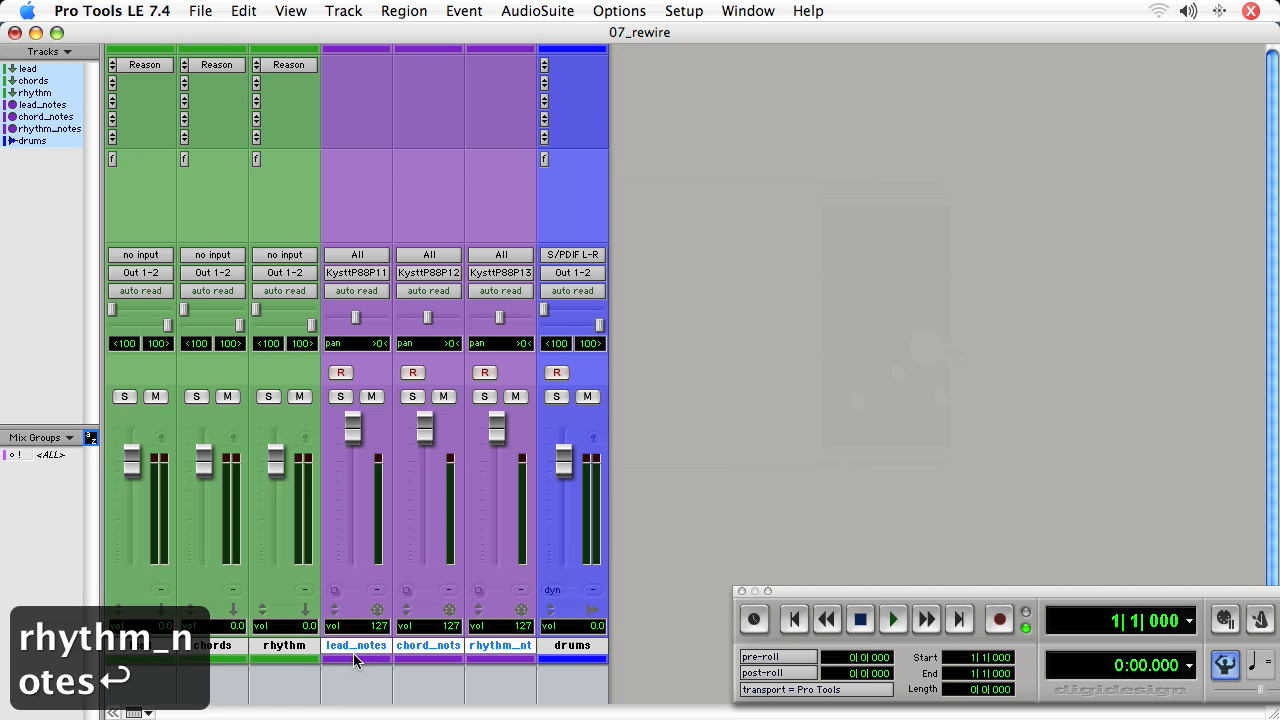 Pro Tools LE 7.4 File Edit View Track Region Event AudioSuite Options Setup Window Help
07_rewire
Tracks
lead
chords
rhythm
lead_notes
chord_notes
rhythm_notes
drums
Mix Groups
a z
o ! <ALL>
Reason Reason Reason
f f f f
no input no input no input All All All S/PDIF L-R
Out 1-2 Out 1-2 Out 1-2 KysttP88P11 KysttP88P12 KysttP88P13 Out 1-2
auto read auto read auto read auto read auto read auto read auto read
<100 100> <100 100> <100 100> pan >0< pan >0< pan >0< <100 100>
R R R R
S M S M S M S M S M S M S M
dyn
vol 0.0 vol 0.0 vol 0.0 vol 127 vol 127 vol 127 vol 0.0
chords rhythm lead_notes chord_nots rhythm_nt drums
rhythm_n
otes↩
1| 1| 000
pre-roll 0| 0| 000 Start 1| 1| 000
post-roll 0| 0| 000 End 1| 1| 000
transport = Pro Tools Length 0| 0| 000
0:00.000
digidesign